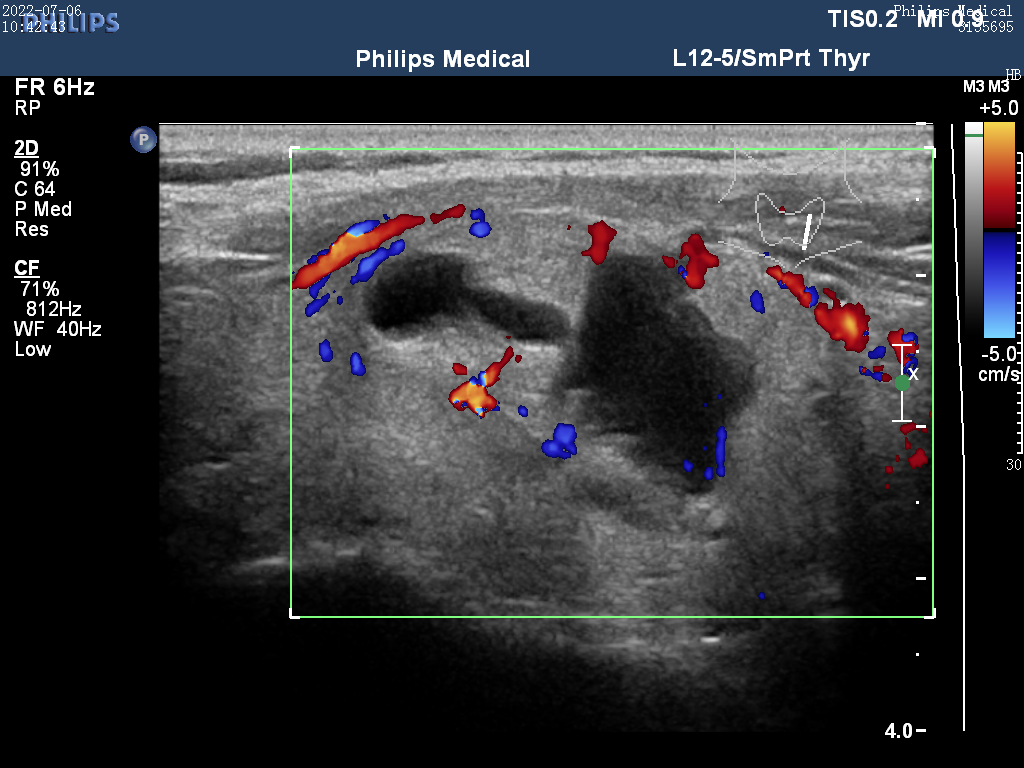 2022-07-06
10:42:43
PHILIPS
TIS0.2 MI 0.9
Philips Medical
Philips Medical
L12-5/SmPrt Thyr
HB
FR 6Hz
RP
M3 M3
+5.0
P
2D
91%
C 64
P Med
Res
CF
71%
812Hz
WF 40Hz
Low
-5.0
cm/s
x
30
4.0